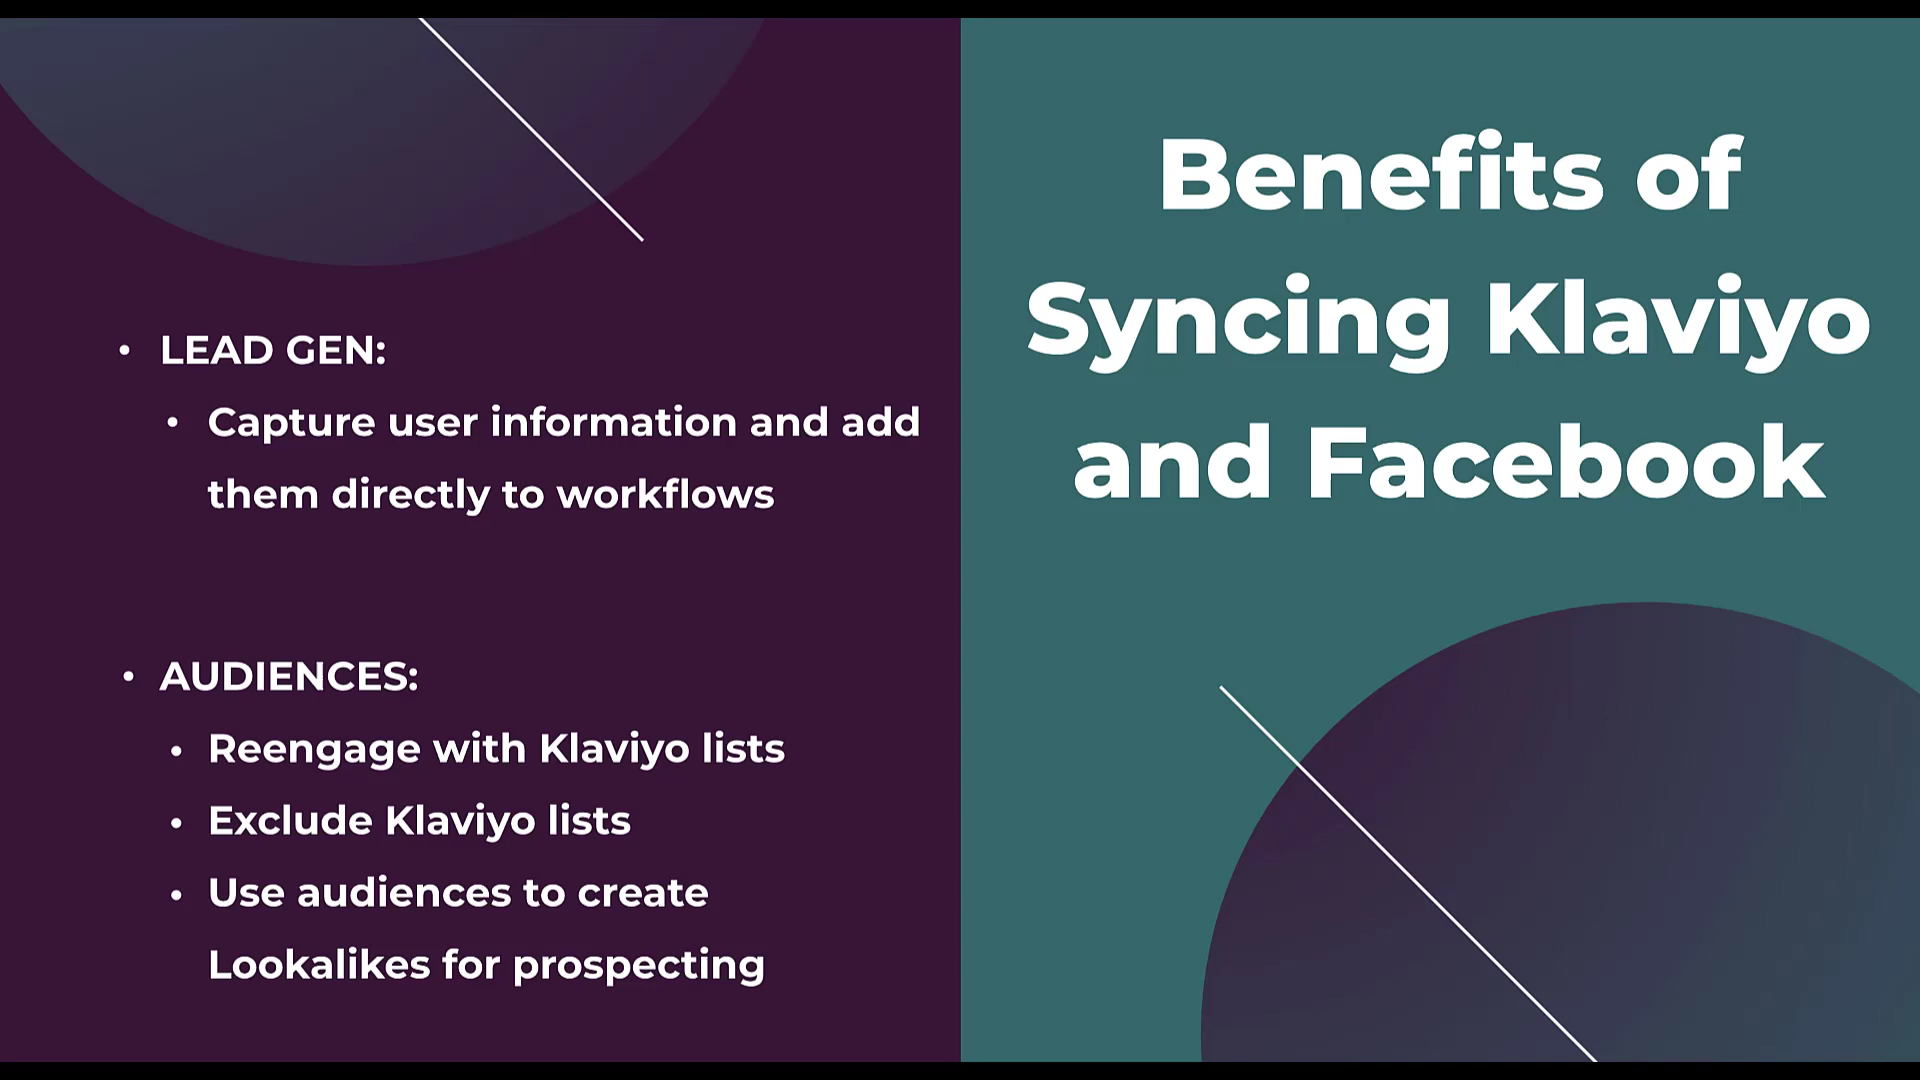 Benefits of
Syncing Klaviyo
and Facebook
• LEAD GEN:
• Capture user information and add
them directly to workflows
• AUDIENCES:
• Reengage with Klaviyo lists
• Exclude Klaviyo lists
• Use audiences to create
Lookalikes for prospecting